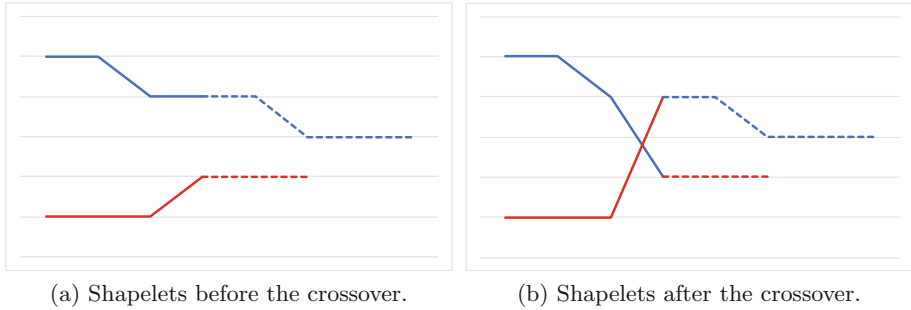 (a) Shapelets before the crossover.
(b) Shapelets after the crossover.